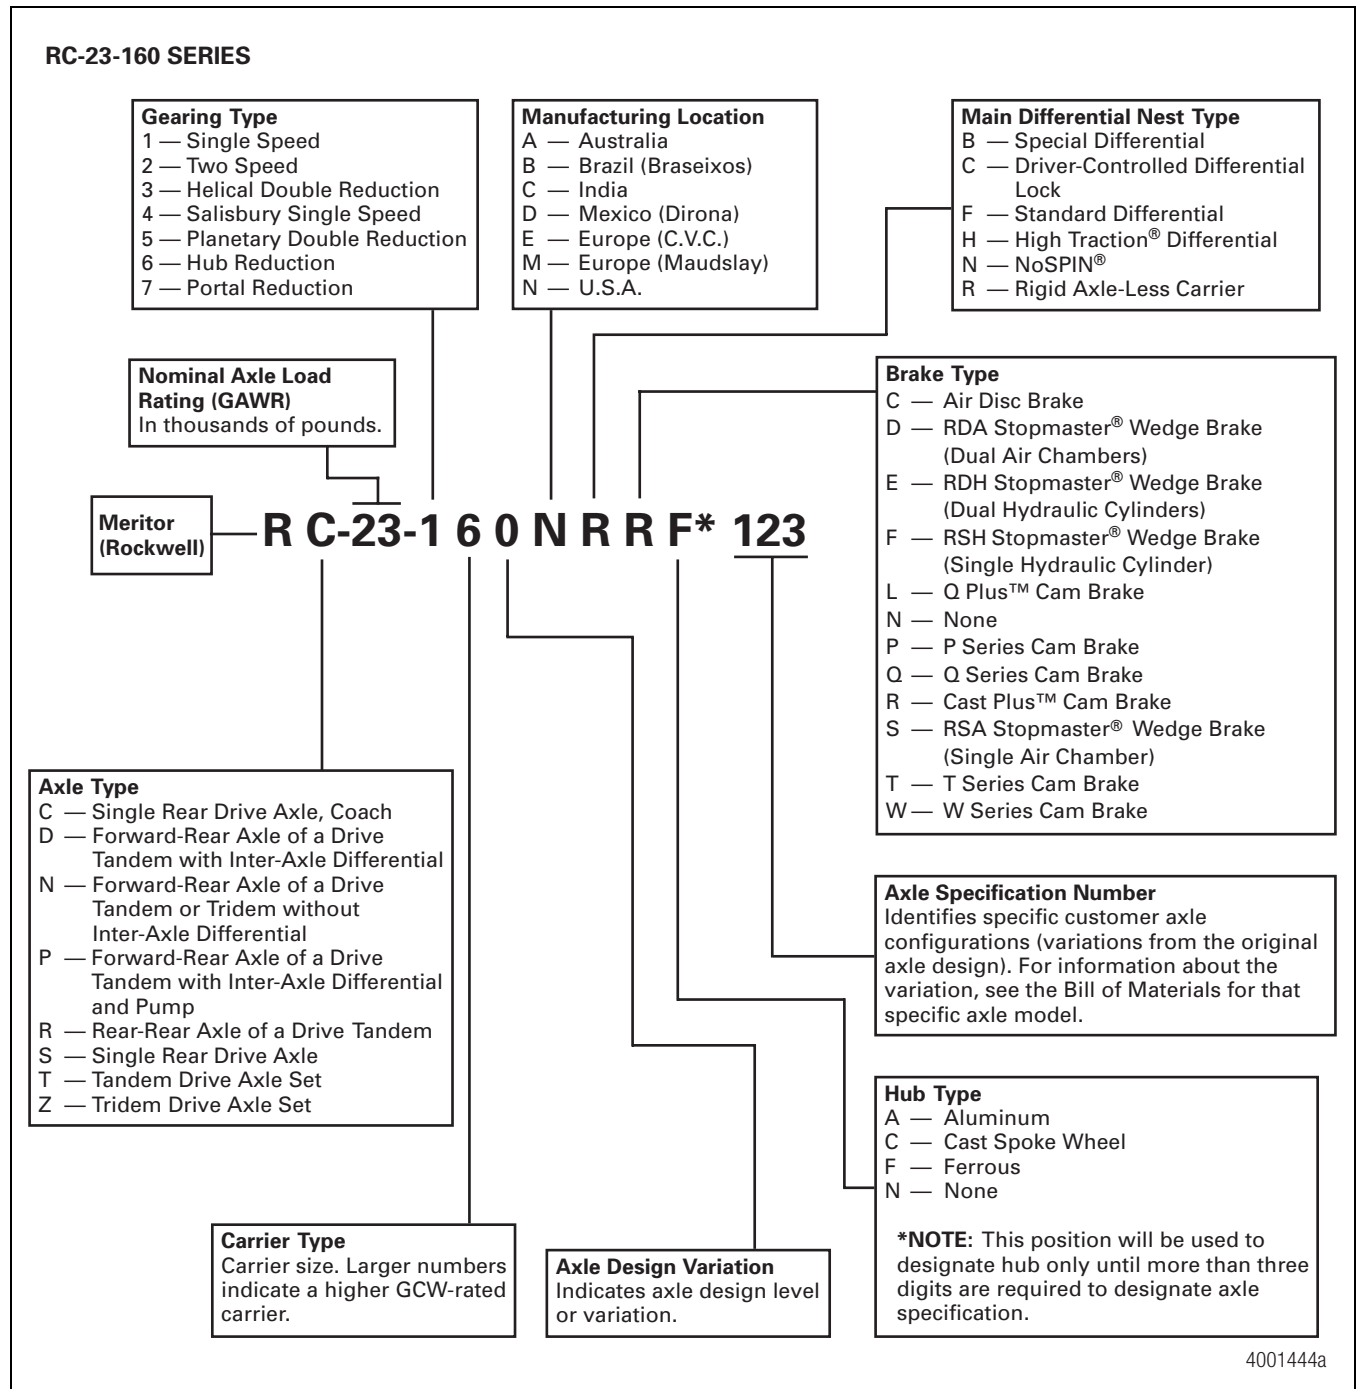 RC-23-160 SERIES
Gearing Type
1 — Single Speed
2 — Two Speed
3 — Helical Double Reduction
4 — Salisbury Single Speed
5 — Planetary Double Reduction
6 — Hub Reduction
7 — Portal Reduction
Manufacturing Location
A — Australia
B — Brazil (Braseixos)
C — India
D — Mexico (Dirona)
E — Europe (C.V.C.)
M — Europe (Maudslay)
N — U.S.A.
Main Differential Nest Type
B — Special Differential
C — Driver-Controlled Differential
Lock
F — Standard Differential
H — High Traction® Differential
N — NoSPIN®
R — Rigid Axle-Less Carrier
Nominal Axle Load
Rating (GAWR)
In thousands of pounds.
Brake Type
C — Air Disc Brake
D — RDA Stopmaster® Wedge Brake
(Dual Air Chambers)
E — RDH Stopmaster® Wedge Brake
(Dual Hydraulic Cylinders)
F — RSH Stopmaster® Wedge Brake
(Single Hydraulic Cylinder)
L — Q Plus™ Cam Brake
N — None
P — P Series Cam Brake
Q — Q Series Cam Brake
R — Cast Plus™ Cam Brake
S — RSA Stopmaster® Wedge Brake
(Single Air Chamber)
T — T Series Cam Brake
W — W Series Cam Brake
Meritor
(Rockwell)
R C-23-1 6 0 N R R F* 123
Axle Type
C — Single Rear Drive Axle, Coach
D — Forward-Rear Axle of a Drive
Tandem with Inter-Axle Differential
N — Forward-Rear Axle of a Drive
Tandem or Tridem without
Inter-Axle Differential
P — Forward-Rear Axle of a Drive
Tandem with Inter-Axle Differential
and Pump
R — Rear-Rear Axle of a Drive Tandem
S — Single Rear Drive Axle
T — Tandem Drive Axle Set
Z — Tridem Drive Axle Set
Axle Specification Number
Identifies specific customer axle
configurations (variations from the original
axle design). For information about the
variation, see the Bill of Materials for that
specific axle model.
Hub Type
A — Aluminum
C — Cast Spoke Wheel
F — Ferrous
N — None
*NOTE: This position will be used to
designate hub only until more than three
digits are required to designate axle
specification.
Carrier Type
Carrier size. Larger numbers
indicate a higher GCW-rated
carrier.
Axle Design Variation
Indicates axle design level
or variation.
4001444a